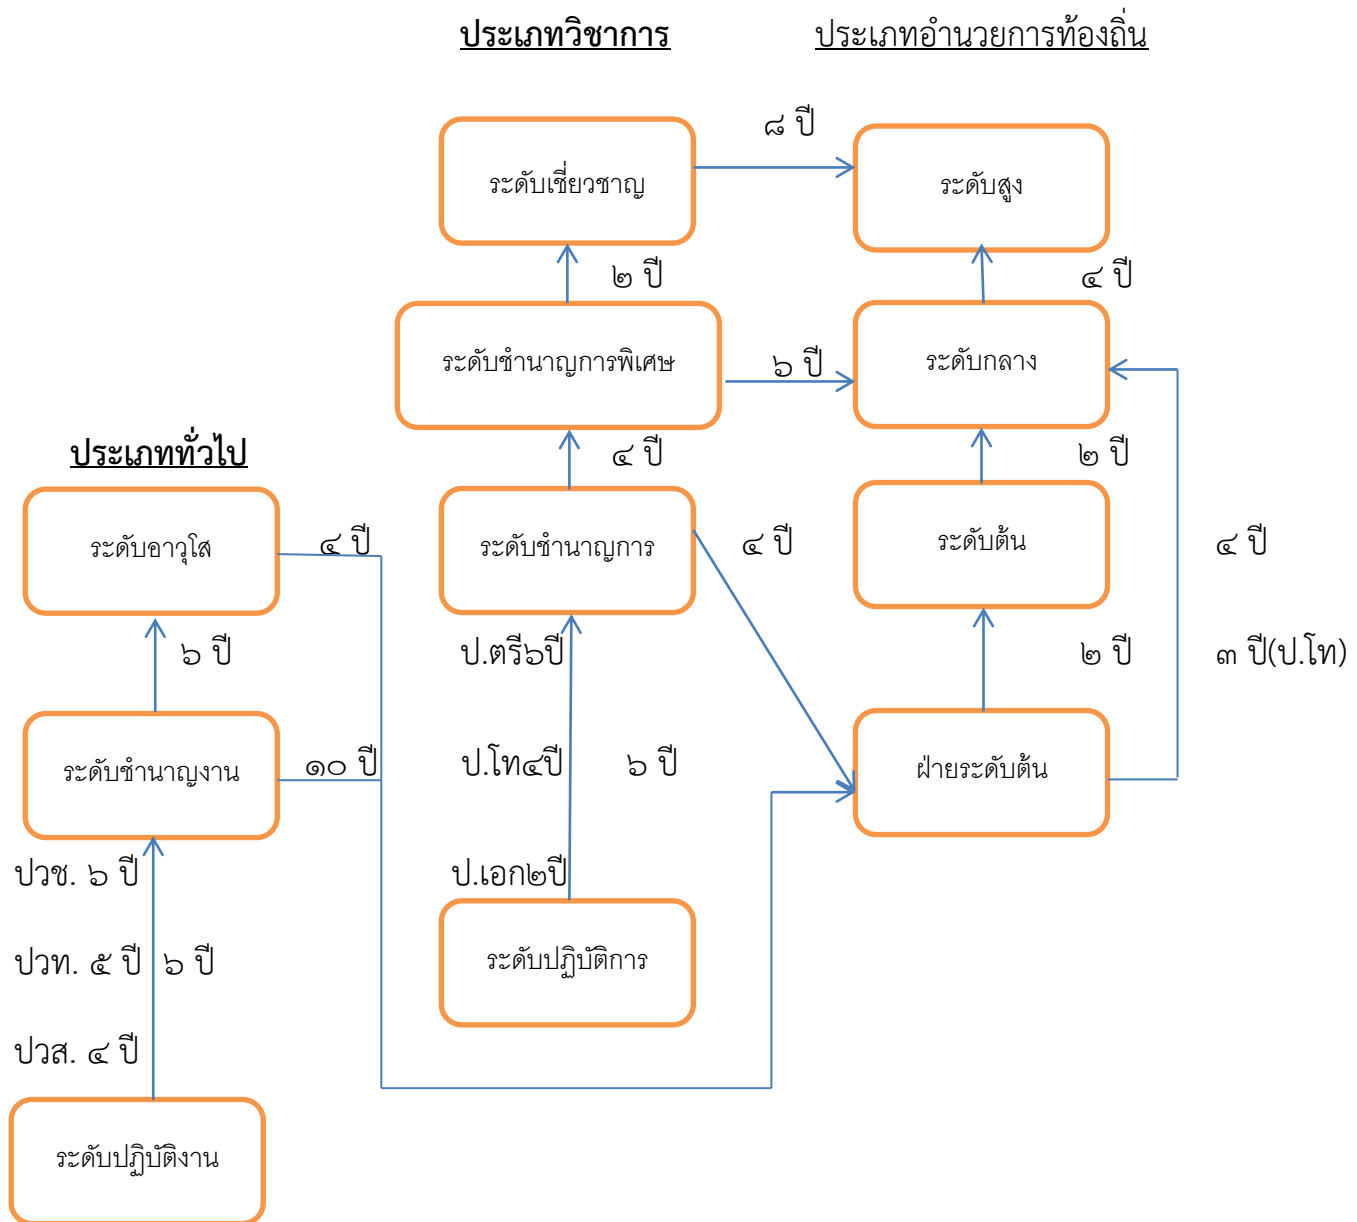 ประเภทวิชาการ
ประเภทอำนวยการท้องถิ่น
ระดับเชี่ยวชาญ
๘ ปี
ระดับสูง
๒ ปี
๔ ปี
ระดับชำนาญการพิเศษ
๖ ปี
ระดับกลาง
ประเภททั่วไป
๔ ปี
๒ ปี
ระดับอาวุโส
๔ ปี
ระดับชำนาญการ
๔ ปี
ระดับต้น
๔ ปี
๖ ปี
ป.ตรี๖ปี
๒ ปี
๓ ปี(ป.โท)
ระดับชำนาญงาน
๑๐ ปี
ป.โท๔ปี
๖ ปี
ฝ่ายระดับต้น
ปวช. ๖ ปี
ป.เอก๒ปี
ปวท. ๕ ปี
๖ ปี
ระดับปฏิบัติการ
ปวส. ๔ ปี
ระดับปฏิบัติงาน